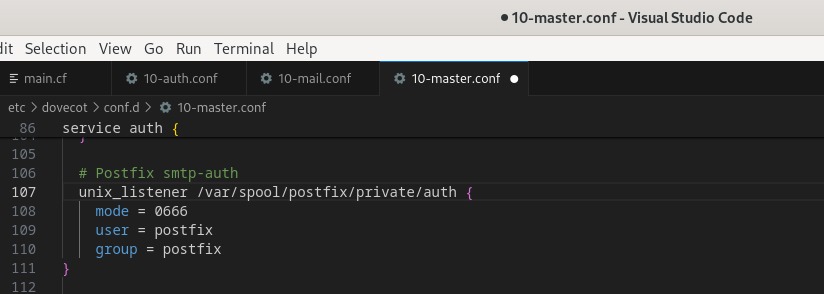 ● 10-master.conf - Visual Studio Code
dit Selection View Go Run Terminal Help
main.cf 10-auth.conf 10-mail.conf 10-master.conf ●
etc > dovecot > conf.d > 10-master.conf
86 service auth {
104 }
105
106 # Postfix smtp-auth
107 unix_listener /var/spool/postfix/private/auth {
108 mode = 0666
109 user = postfix
110 group = postfix
111 }
112